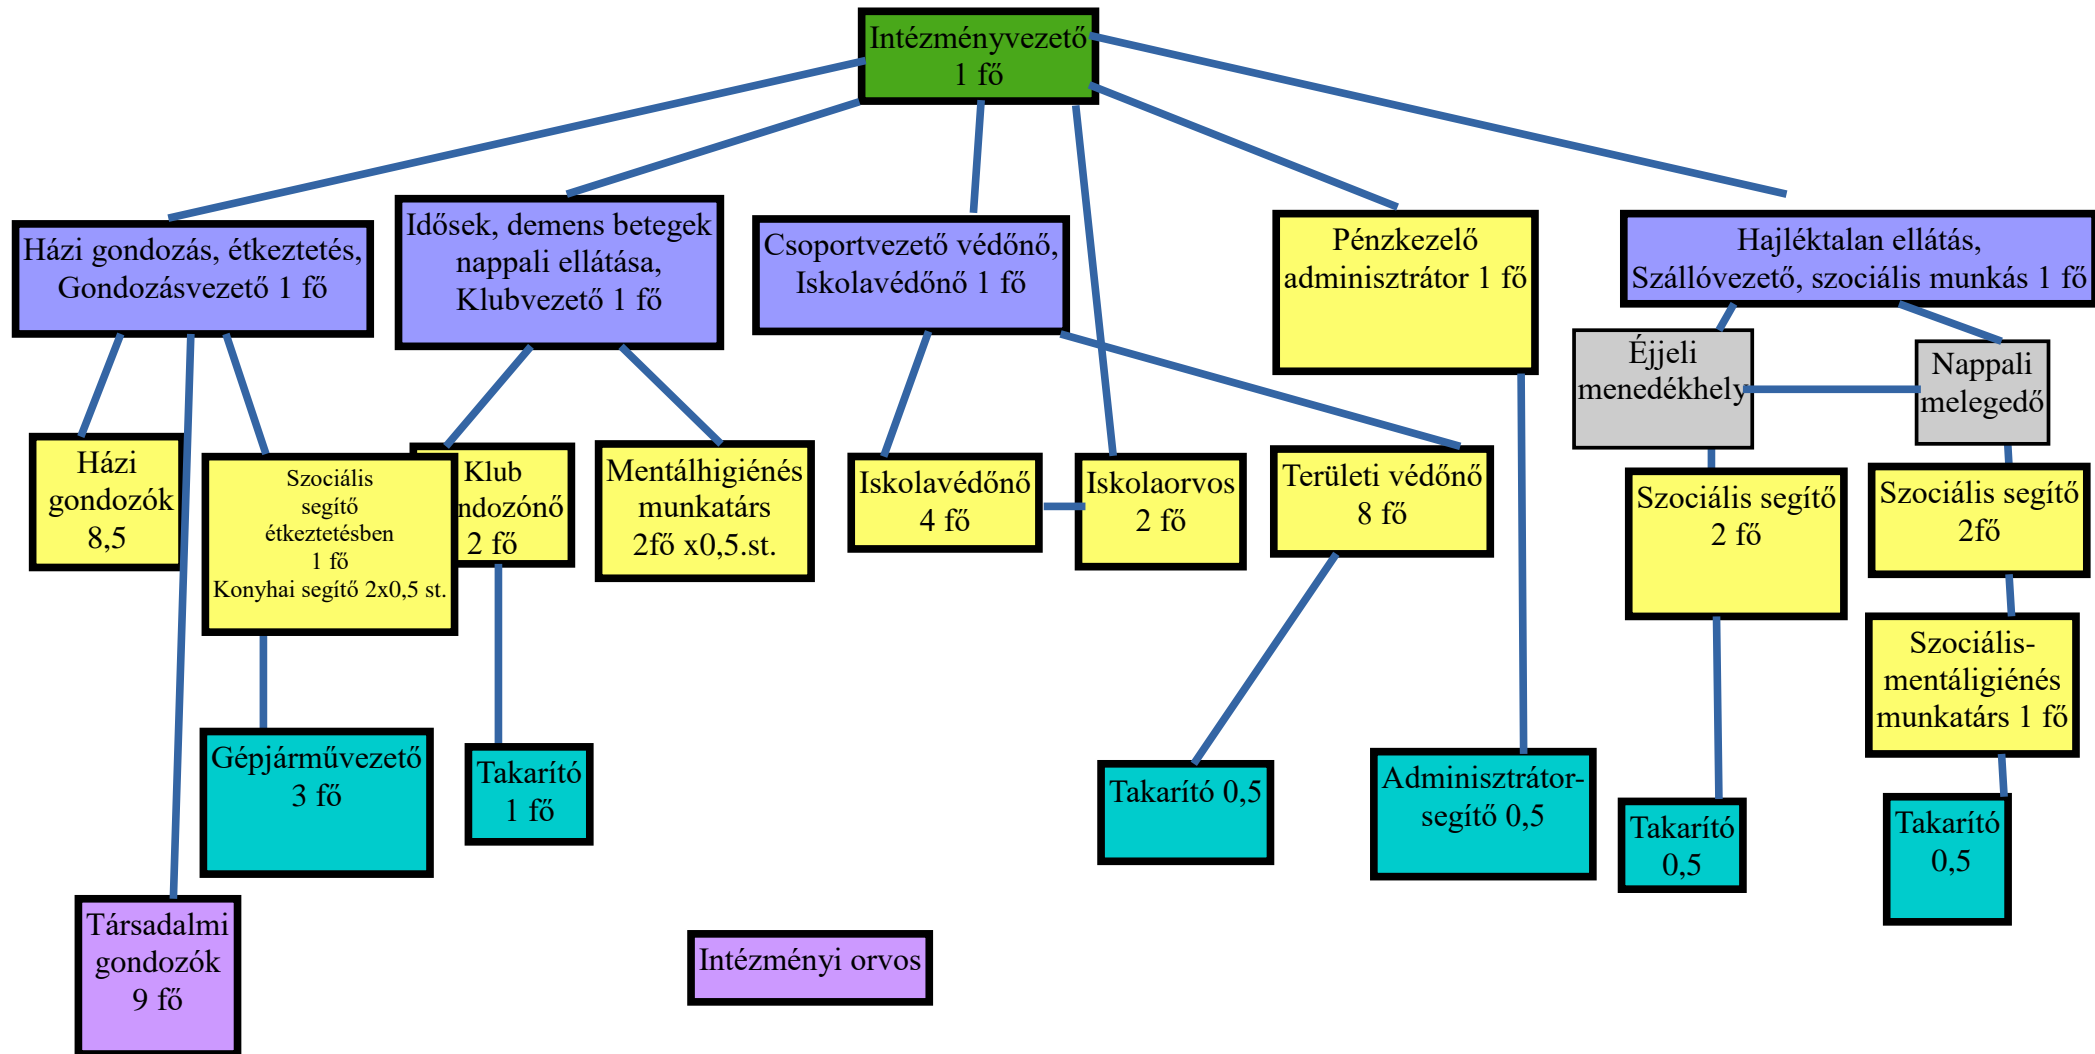 Intézményvezető
1 fő
Házi gondozás, étkeztetés,
Gondozásvezető 1 fő
Idősek, demens betegek
nappali ellátása,
Klubvezető 1 fő
Csoportvezető védőnő,
Iskolavédőnő 1 fő
Pénzkezelő
adminisztrátor 1 fő
Hajléktalan ellátás,
Szállóvezető, szociális munkás 1 fő
Éjjeli
menedékhely
Nappali
melegedő
Házi
gondozók
8,5
Szociális
segítő
étkeztetésben
1 fő
Konyhai segítő 2x0,5 st.
Klub
ndozónő
2 fő
Mentálhigiénés
munkatárs
2fő x0,5.st.
Iskolavédőnő
4 fő
Iskolaorvos
2 fő
Területi védőnő
8 fő
Szociális segítő
2 fő
Szociális segítő
2fő
Szociális-
mentáligiénés
munkatárs 1 fő
Gépjárművezető
3 fő
Takarító
1 fő
Takarító 0,5
Adminisztrátor-
segítő 0,5
Takarító
0,5
Takarító
0,5
Társadalmi
gondozók
9 fő
Intézményi orvos